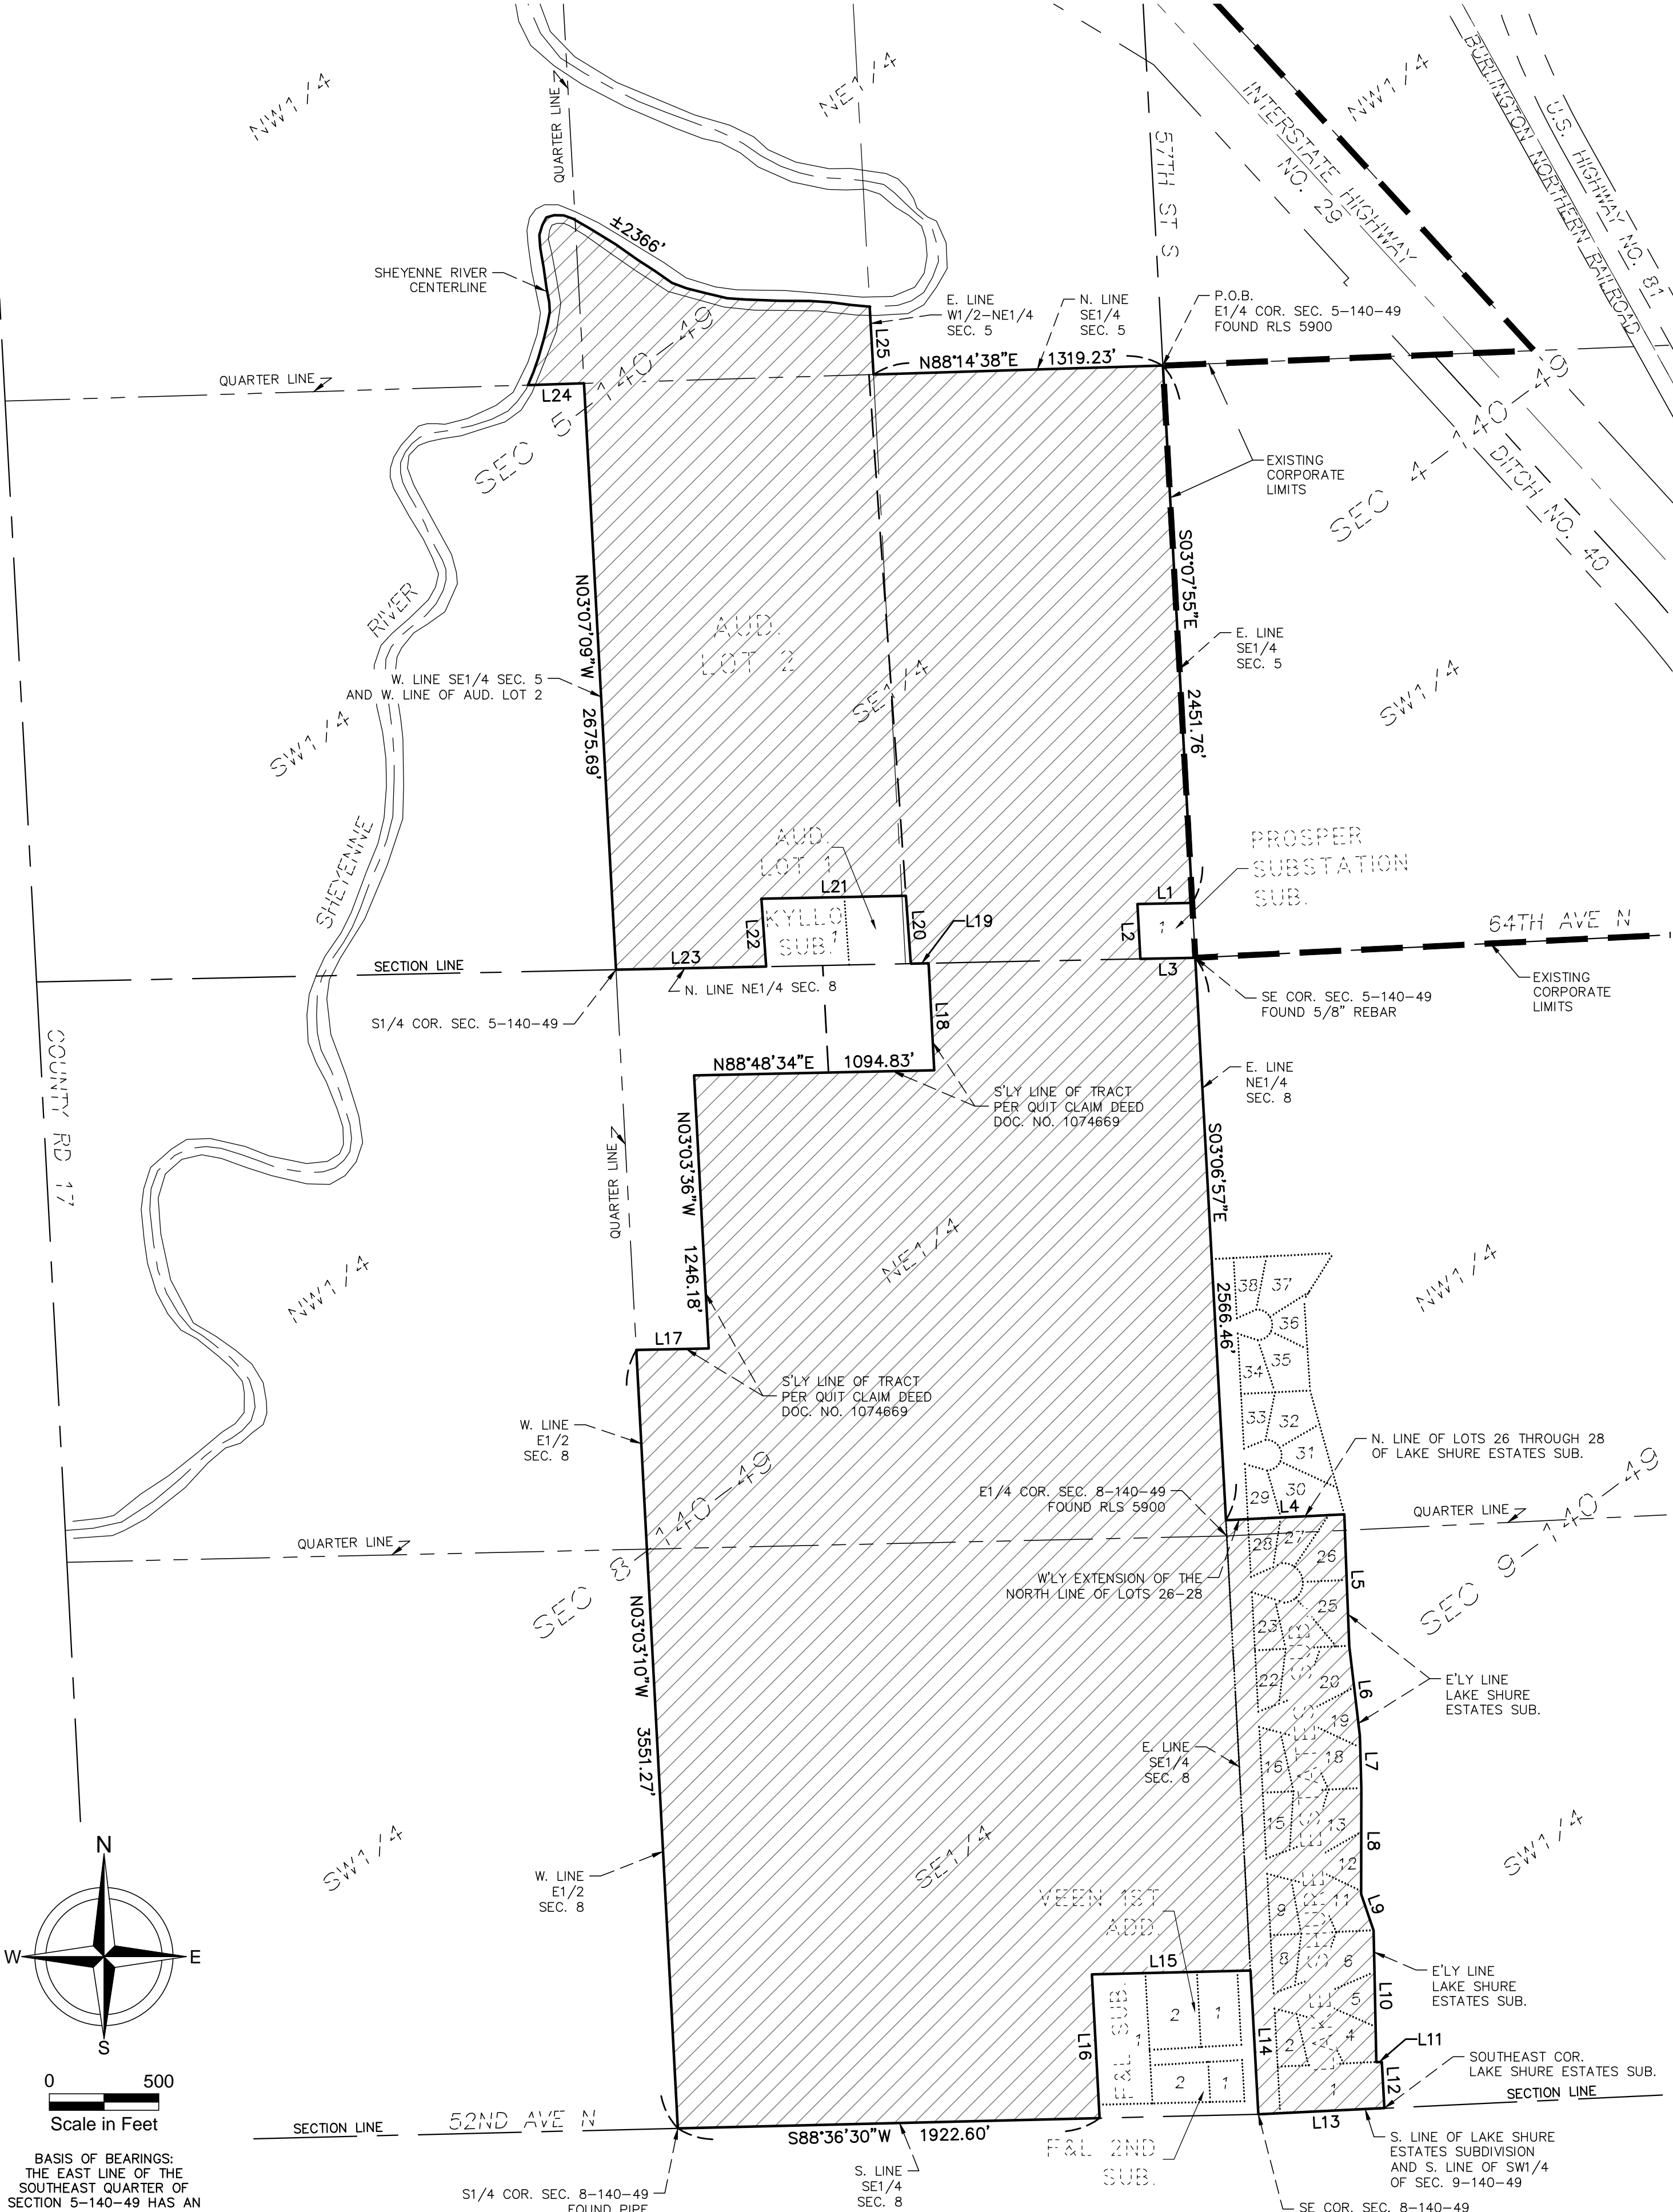 NW1/4
QUARTER LINE
NE1/4
57TH ST S
INTERSTATE HIGHWAY
NO. 29
NW1/4
BURLINGTON NORTHERN RAILROAD
U.S. HIGHWAY NO. 81
±2366'
SHEYENNE RIVER
CENTERLINE
E. LINE
W1/2-NE1/4
SEC. 5
N. LINE
SE1/4
SEC. 5
P.O.B.
E1/4 COR. SEC. 5-140-49
FOUND RLS 5900
L25
N88°14'38"E 1319.23'
QUARTER LINE
L24
SEC 5-140-49
EXISTING
CORPORATE
LIMITS
SEC 4-140-49
DITCH NO. 40
S03°07'55"E
2451.76'
N03°07'09"W
2675.69'
RIVER
AUD.
LOT 2
E. LINE
SE1/4
SEC. 5
W. LINE SE1/4 SEC. 5
AND W. LINE OF AUD. LOT 2
SE1/4
SW1/4
SW1/4
SHEYENNE
AUD.
LOT 1
L21
KYLLO
SUB.
1
L22
L20
L19
L1
L2
1
L3
PROSPER
SUBSTATION
SUB.
64TH AVE N
SECTION LINE
L23
N. LINE NE1/4 SEC. 8
S1/4 COR. SEC. 5-140-49
L18
SE COR. SEC. 5-140-49
FOUND 5/8" REBAR
EXISTING
CORPORATE
LIMITS
COUNTY RD 17
N88°48'34"E 1094.83'
S'LY LINE OF TRACT
PER QUIT CLAIM DEED
DOC. NO. 1074669
E. LINE
NE1/4
SEC. 8
QUARTER LINE
N03°03'36"W
1246.18'
S03°06'57"E
2566.46'
NE1/4
NW1/4
NW1/4
38
37
36
35
34
33
32
31
30
29
L17
S'LY LINE OF TRACT
PER QUIT CLAIM DEED
DOC. NO. 1074669
W. LINE
E1/2
SEC. 8
N. LINE OF LOTS 26 THROUGH 28
OF LAKE SHURE ESTATES SUB.
E1/4 COR. SEC. 8-140-49
FOUND RLS 5900
L4
QUARTER LINE
QUARTER LINE
SEC 8-140-49
SEC 9-140-49
W'LY EXTENSION OF THE
NORTH LINE OF LOTS 26-28
28
27
26
L5
25
23
22
20
L6
19
18
L7
16
15
13
L8
12
11
L9
9
8
6
5
L10
4
2
1
N03°03'10"W
3551.27'
E'LY LINE
LAKE SHURE
ESTATES SUB.
E. LINE
SE1/4
SEC. 8
SW1/4
SE1/4
SW1/4
W. LINE
E1/2
SEC. 8
VEEN 1ST
ADD.
L15
E'LY LINE
LAKE SHURE
ESTATES SUB.
L16
F&L SUB.
1
2
1
2
1
L14
L11
L12
SOUTHEAST COR.
LAKE SHURE ESTATES SUB.
SECTION LINE
N
W
E
S
0 500
Scale in Feet
SECTION LINE
52ND AVE N
S88°36'30"W 1922.60'
F&L 2ND
SUB.
L13
S. LINE OF LAKE SHURE
ESTATES SUBDIVISION
AND S. LINE OF SW1/4
OF SEC. 9-140-49
BASIS OF BEARINGS:
THE EAST LINE OF THE
SOUTHEAST QUARTER OF
SECTION 5-140-49 HAS AN
S1/4 COR. SEC. 8-140-49
FOUND PIPE
S. LINE
SE1/4
SEC. 8
SE COR. SEC. 8-140-49